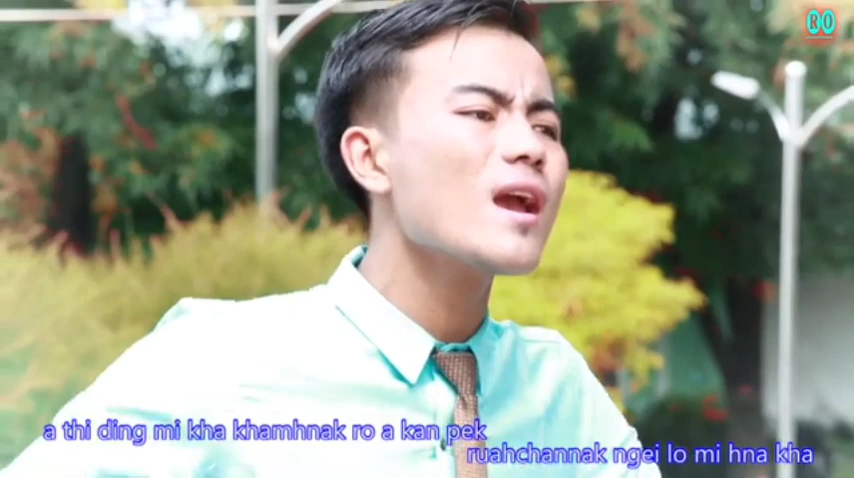 RO
a thi ding mi kha khamhnak ro a kan pek
ruahchannak ngei lo mi hna kha